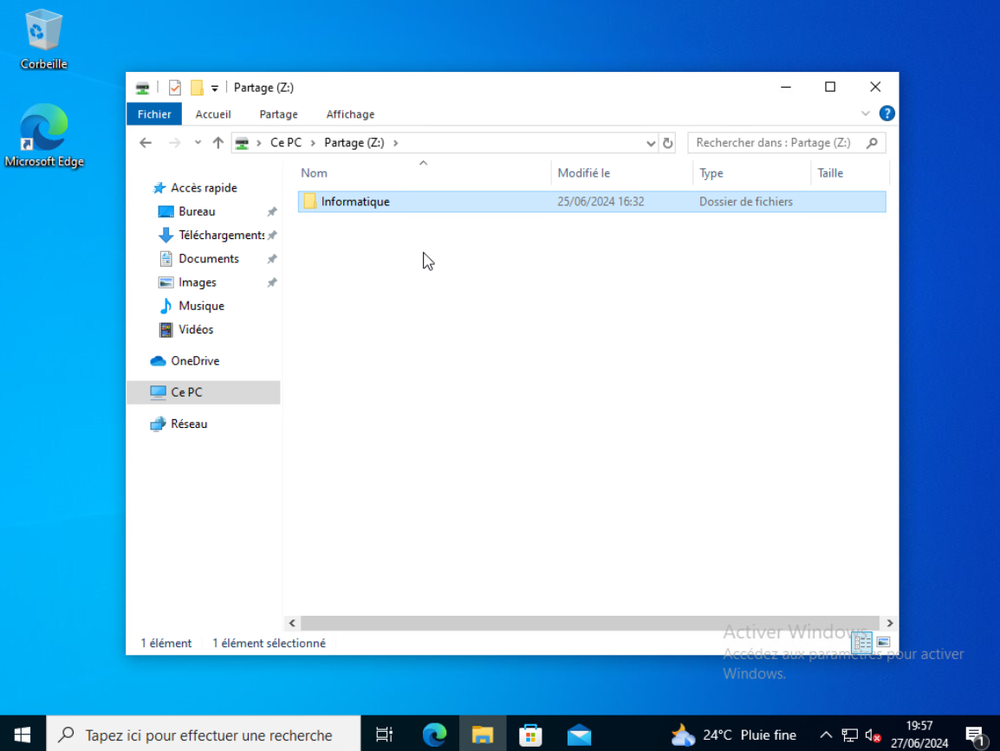 Corbeille
Microsoft Edge
Partage (Z:)
Fichier Accueil Partage Affichage
Ce PC Partage (Z:)
Rechercher dans : Partage (Z:)
Nom Modifié le Type Taille
Informatique 25/06/2024 16:32 Dossier de fichiers
Accès rapide
Bureau
Téléchargements
Documents
Images
Musique
Vidéos
OneDrive
Ce PC
Réseau
1 élément 1 élément sélectionné
Activer Windows
Accédez aux paramètres pour activer
Windows.
Tapez ici pour effectuer une recherche
24°C Pluie fine
19:57
27/06/2024
1